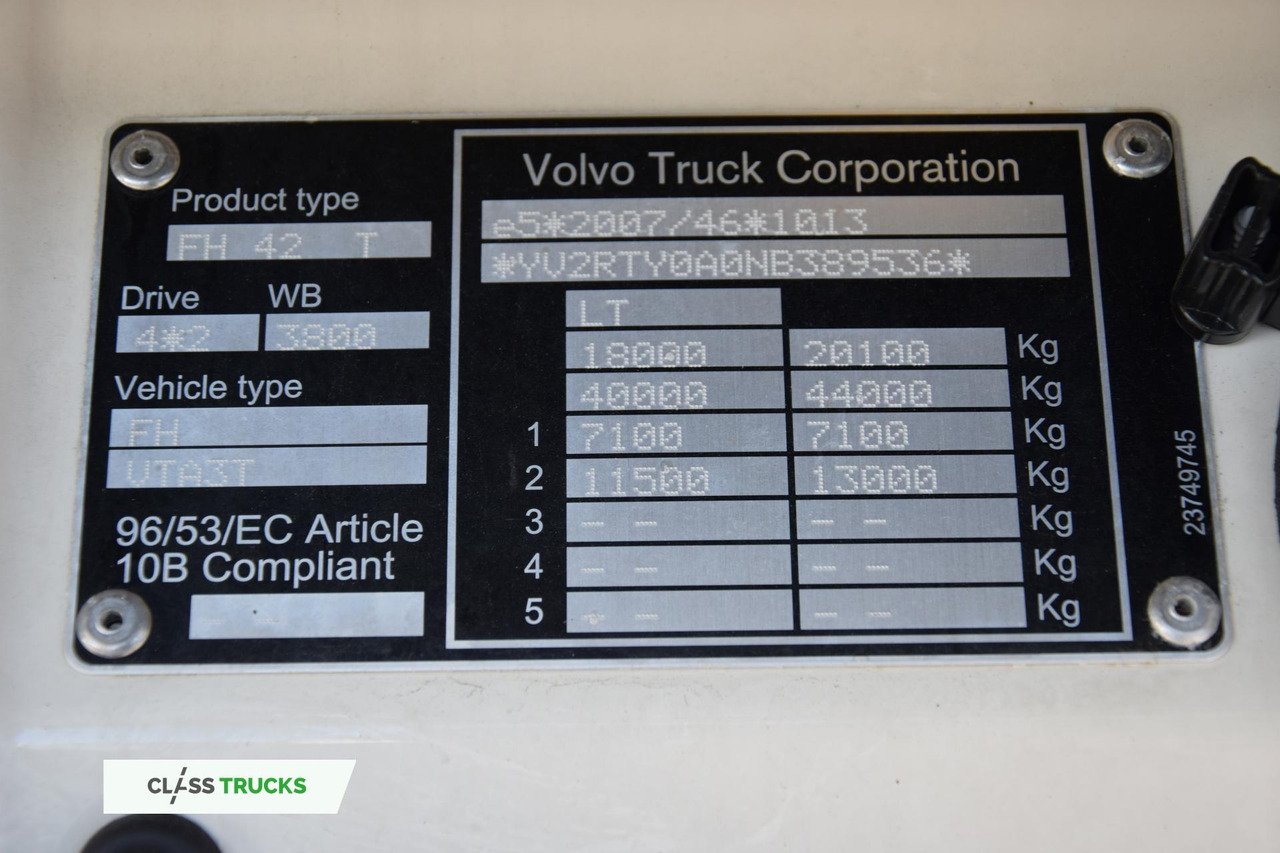 Product type
FH 42 T
Drive WB
4*2 3800
Vehicle type
FH
VTA3T
96/53/EC Article
10B Compliant
-- --
Volvo Truck Corporation
e5*2007/46*1013
*YV2RTY0A0NB389536*
LT
18000 20100 Kg
40000 44000 Kg
1 7100 7100 Kg
2 11500 13000 Kg
3 -- -- -- -- Kg
4 -- -- -- -- Kg
5 -- -- -- -- Kg
23749745
CLASS TRUCKS